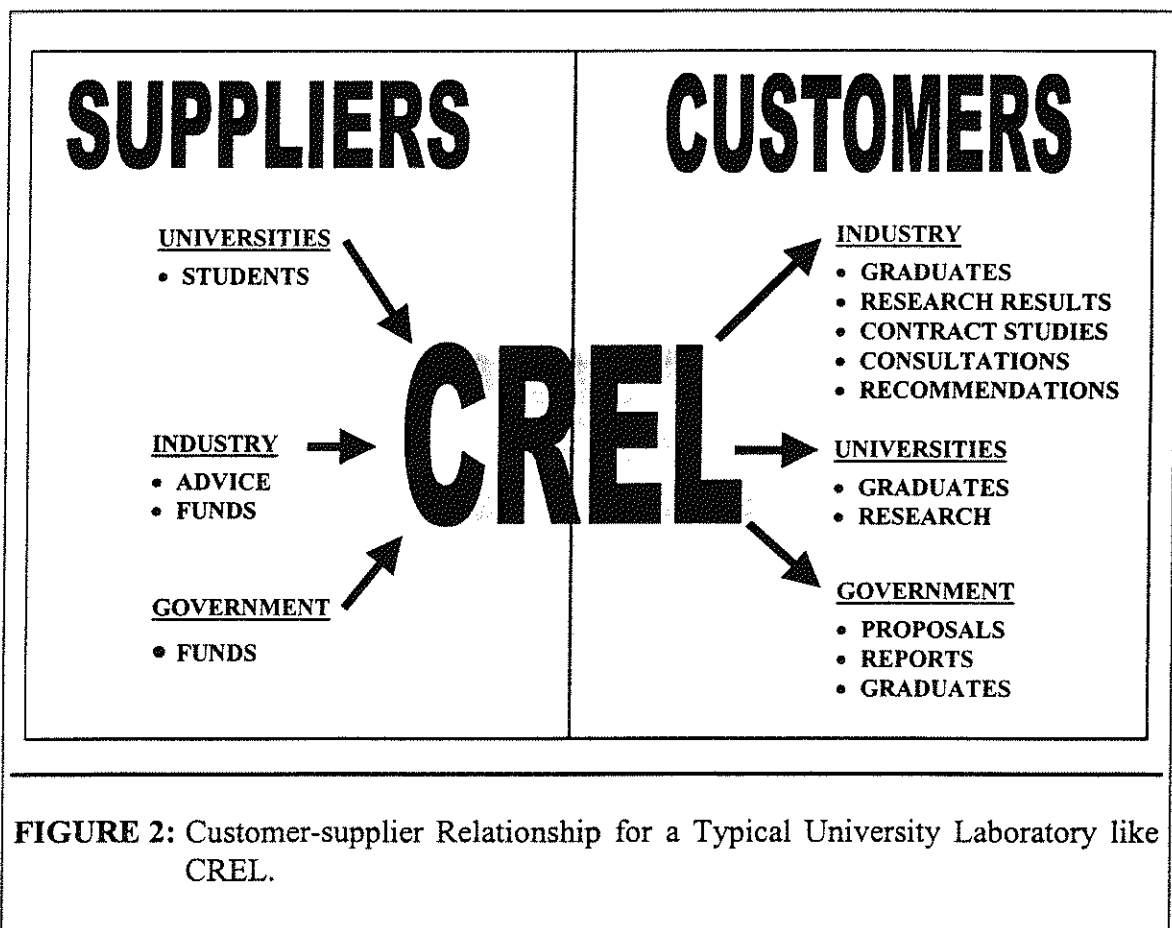 SUPPLIERS
UNIVERSITIES
• STUDENTS
INDUSTRY
• ADVICE
• FUNDS
GOVERNMENT
• FUNDS
CREL
CUSTOMERS
INDUSTRY
• GRADUATES
• RESEARCH RESULTS
• CONTRACT STUDIES
• CONSULTATIONS
• RECOMMENDATIONS
UNIVERSITIES
• GRADUATES
• RESEARCH
GOVERNMENT
• PROPOSALS
• REPORTS
• GRADUATES
FIGURE 2: Customer-supplier Relationship for a Typical University Laboratory like
CREL.